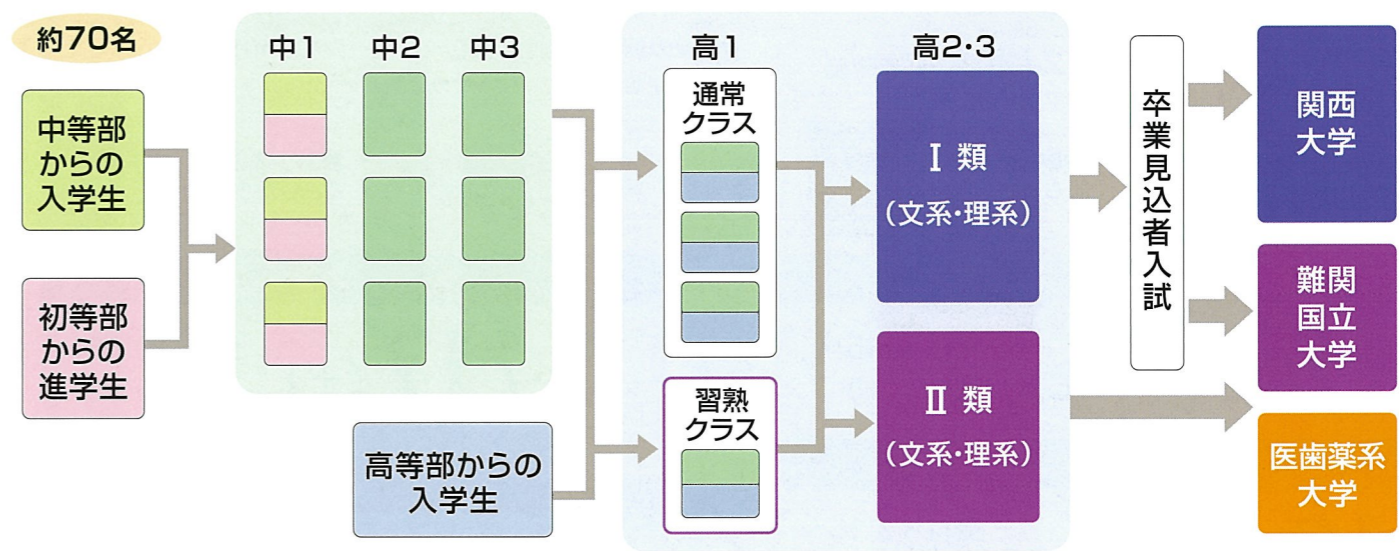 約70名
中等部
からの
入学生
初等部
からの
進学生
中1
中2
中3
高等部からの
入学生
高1
通常
クラス
習熟
クラス
高2・3
Ⅰ 類
（文系・理系）
Ⅱ 類
（文系・理系）
卒業見込者入試
関西
大学
難関
国立
大学
医歯薬系
大学